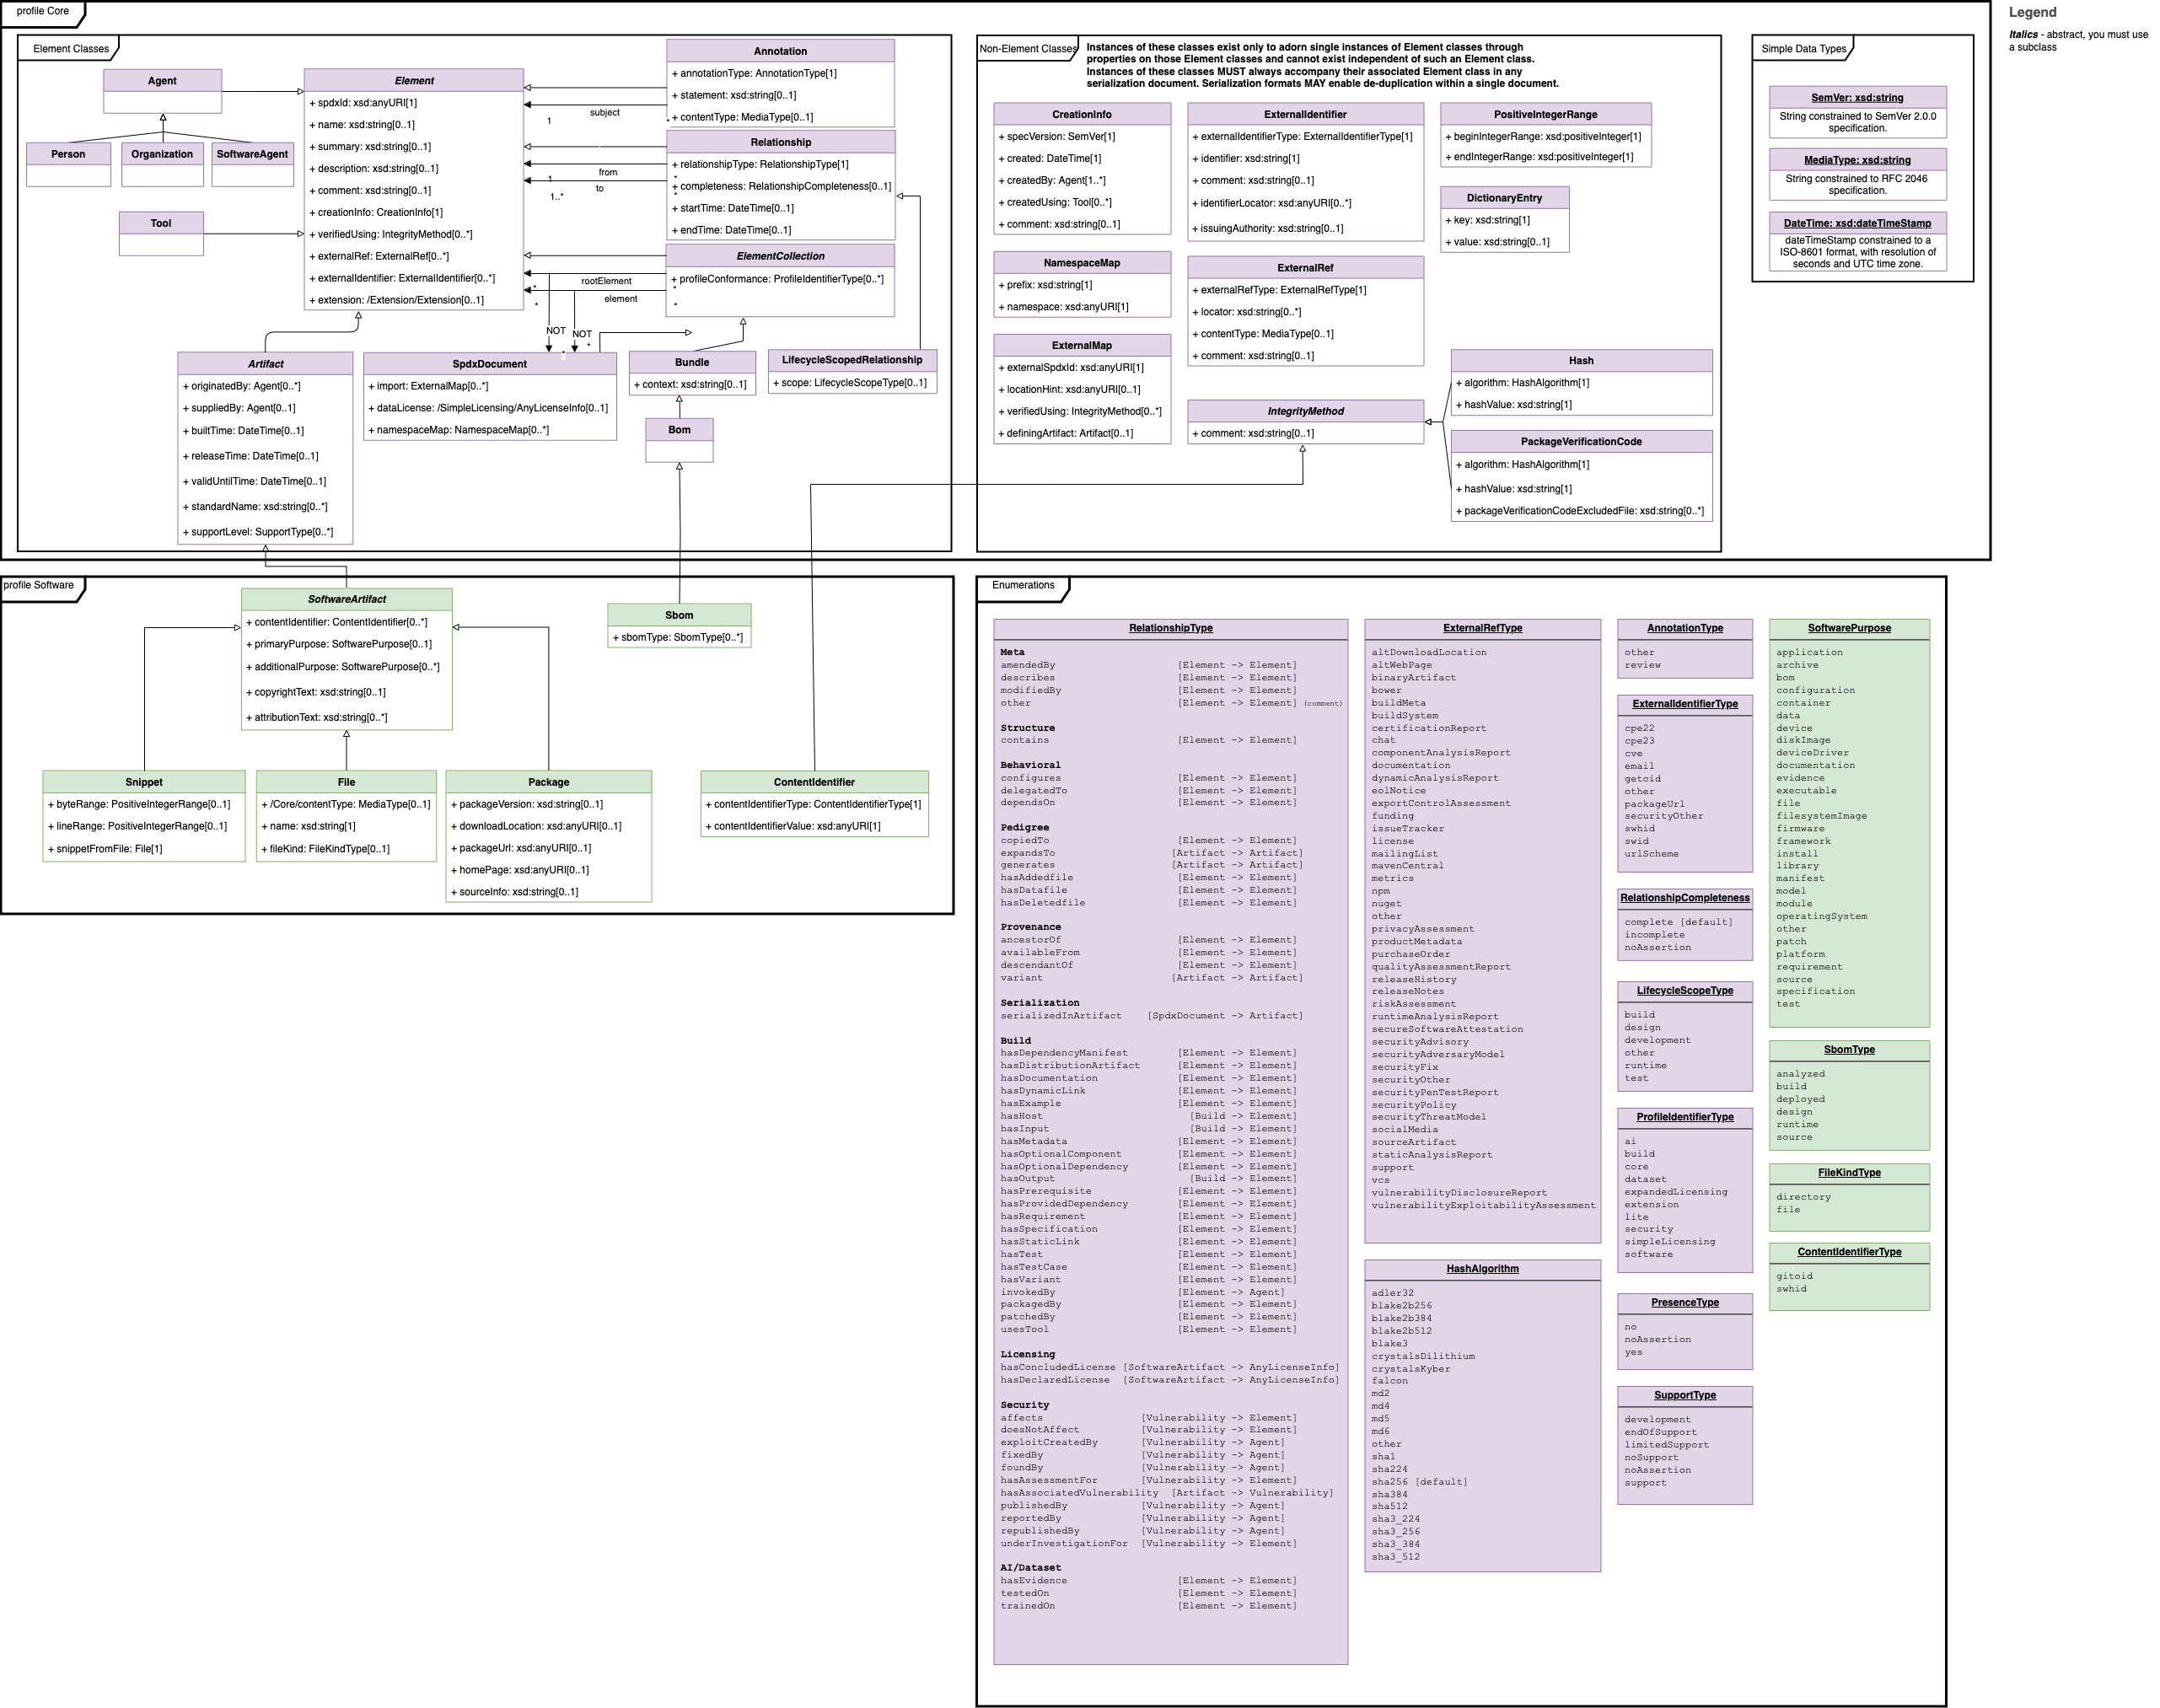 profile Core
Legend
Italics - abstract, you must use
a subclass
Element Classes
Agent
Person
Organization
SoftwareAgent
Tool
Element
+ spdxId: xsd:anyURI[1]
+ name: xsd:string[0..1]
+ summary: xsd:string[0..1]
+ description: xsd:string[0..1]
+ comment: xsd:string[0..1]
+ creationInfo: CreationInfo[1]
+ verifiedUsing: IntegrityMethod[0..*]
+ externalRef: ExternalRef[0..*]
+ externalIdentifier: ExternalIdentifier[0..*]
+ extension: /Extension/Extension[0..1]
Annotation
+ annotationType: AnnotationType[1]
+ statement: xsd:string[0..1]
+ contentType: MediaType[0..1]
subject
1
*
Relationship
+ relationshipType: RelationshipType[1]
+ completeness: RelationshipCompleteness[0..1]
+ startTime: DateTime[0..1]
+ endTime: DateTime[0..1]
from
1
*
to
1..*
*
ElementCollection
+ profileConformance: ProfileIdentifierType[0..*]
rootElement
*
*
element
*
*
NOT
NOT
*
*
Artifact
+ originatedBy: Agent[0..*]
+ suppliedBy: Agent[0..1]
+ builtTime: DateTime[0..1]
+ releaseTime: DateTime[0..1]
+ validUntilTime: DateTime[0..1]
+ standardName: xsd:string[0..*]
+ supportLevel: SupportType[0..*]
SpdxDocument
+ import: ExternalMap[0..*]
+ dataLicense: /SimpleLicensing/AnyLicenseInfo[0..1]
+ namespaceMap: NamespaceMap[0..*]
Bundle
+ context: xsd:string[0..1]
LifecycleScopedRelationship
+ scope: LifecycleScopeType[0..1]
Bom
Non-Element Classes
Instances of these classes exist only to adorn single instances of Element classes through
properties on those Element classes and cannot exist independent of such an Element class.
Instances of these classes MUST always accompany their associated Element class in any
serialization document. Serialization formats MAY enable de-duplication within a single document.
CreationInfo
+ specVersion: SemVer[1]
+ created: DateTime[1]
+ createdBy: Agent[1..*]
+ createdUsing: Tool[0..*]
+ comment: xsd:string[0..1]
ExternalIdentifier
+ externalIdentifierType: ExternalIdentifierType[1]
+ identifier: xsd:string[1]
+ comment: xsd:string[0..1]
+ identifierLocator: xsd:anyURI[0..*]
+ issuingAuthority: xsd:string[0..1]
PositiveIntegerRange
+ beginIntegerRange: xsd:positiveInteger[1]
+ endIntegerRange: xsd:positiveInteger[1]
DictionaryEntry
+ key: xsd:string[1]
+ value: xsd:string[0..1]
NamespaceMap
+ prefix: xsd:string[1]
+ namespace: xsd:anyURI[1]
ExternalRef
+ externalRefType: ExternalRefType[1]
+ locator: xsd:string[0..*]
+ contentType: MediaType[0..1]
+ comment: xsd:string[0..1]
ExternalMap
+ externalSpdxId: xsd:anyURI[1]
+ locationHint: xsd:anyURI[0..1]
+ verifiedUsing: IntegrityMethod[0..*]
+ definingArtifact: Artifact[0..1]
IntegrityMethod
+ comment: xsd:string[0..1]
Hash
+ algorithm: HashAlgorithm[1]
+ hashValue: xsd:string[1]
PackageVerificationCode
+ algorithm: HashAlgorithm[1]
+ hashValue: xsd:string[1]
+ packageVerificationCodeExcludedFile: xsd:string[0..*]
Simple Data Types
SemVer: xsd:string
String constrained to SemVer 2.0.0
specification.
MediaType: xsd:string
String constrained to RFC 2046
specification.
DateTime: xsd:dateTimeStamp
dateTimeStamp constrained to a
ISO-8601 format, with resolution of
seconds and UTC time zone.
profile Software
SoftwareArtifact
+ contentIdentifier: ContentIdentifier[0..*]
+ primaryPurpose: SoftwarePurpose[0..1]
+ additionalPurpose: SoftwarePurpose[0..*]
+ copyrightText: xsd:string[0..1]
+ attributionText: xsd:string[0..*]
Sbom
+ sbomType: SbomType[0..*]
Snippet
+ byteRange: PositiveIntegerRange[0..1]
+ lineRange: PositiveIntegerRange[0..1]
+ snippetFromFile: File[1]
File
+ /Core/contentType: MediaType[0..1]
+ name: xsd:string[1]
+ fileKind: FileKindType[0..1]
Package
+ packageVersion: xsd:string[0..1]
+ downloadLocation: xsd:anyURI[0..1]
+ packageUrl: xsd:anyURI[0..1]
+ homePage: xsd:anyURI[0..1]
+ sourceInfo: xsd:string[0..1]
ContentIdentifier
+ contentIdentifierType: ContentIdentifierType[1]
+ contentIdentifierValue: xsd:anyURI[1]
Enumerations
RelationshipType
Meta
amendedBy [Element -> Element]
describes [Element -> Element]
modifiedBy [Element -> Element]
other [Element -> Element] (comment)
Structure
contains [Element -> Element]
Behavioral
configures [Element -> Element]
delegatedTo [Element -> Element]
dependsOn [Element -> Element]
Pedigree
copiedTo [Element -> Element]
expandsTo [Artifact -> Artifact]
generates [Artifact -> Artifact]
hasAddedfile [Element -> Element]
hasDatafile [Element -> Element]
hasDeletedfile [Element -> Element]
Provenance
ancestorOf [Element -> Element]
availableFrom [Element -> Element]
descendantOf [Element -> Element]
variant [Artifact -> Artifact]
Serialization
serializedInArtifact [SpdxDocument -> Artifact]
Build
hasDependencyManifest [Element -> Element]
hasDistributionArtifact [Element -> Element]
hasDocumentation [Element -> Element]
hasDynamicLink [Element -> Element]
hasExample [Element -> Element]
hasHost [Build -> Element]
hasInput [Build -> Element]
hasMetadata [Element -> Element]
hasOptionalComponent [Element -> Element]
hasOptionalDependency [Element -> Element]
hasOutput [Build -> Element]
hasPrerequisite [Element -> Element]
hasProvidedDependency [Element -> Element]
hasRequirement [Element -> Element]
hasSpecification [Element -> Element]
hasStaticLink [Element -> Element]
hasTest [Element -> Element]
hasTestCase [Element -> Element]
hasVariant [Element -> Element]
invokedBy [Element -> Agent]
packagedBy [Element -> Element]
patchedBy [Element -> Element]
usesTool [Element -> Element]
Licensing
hasConcludedLicense [SoftwareArtifact -> AnyLicenseInfo]
hasDeclaredLicense [SoftwareArtifact -> AnyLicenseInfo]
Security
affects [Vulnerability -> Element]
doesNotAffect [Vulnerability -> Element]
exploitCreatedBy [Vulnerability -> Agent]
fixedBy [Vulnerability -> Agent]
foundBy [Vulnerability -> Agent]
hasAssessmentFor [Vulnerability -> Element]
hasAssociatedVulnerability [Artifact -> Vulnerability]
publishedBy [Vulnerability -> Agent]
reportedBy [Vulnerability -> Agent]
republishedBy [Vulnerability -> Agent]
underInvestigationFor [Vulnerability -> Element]
AI/Dataset
hasEvidence [Element -> Element]
testedOn [Element -> Element]
trainedOn [Element -> Element]
ExternalRefType
altDownloadLocation
altWebPage
binaryArtifact
bower
buildMeta
buildSystem
certificationReport
chat
componentAnalysisReport
documentation
dynamicAnalysisReport
eolNotice
exportControlAssessment
funding
issueTracker
license
mailingList
mavenCentral
metrics
npm
nuget
other
privacyAssessment
productMetadata
purchaseOrder
qualityAssessmentReport
releaseHistory
releaseNotes
riskAssessment
runtimeAnalysisReport
secureSoftwareAttestation
securityAdvisory
securityAdversaryModel
securityFix
securityOther
securityPenTestReport
securityPolicy
securityThreatModel
socialMedia
sourceArtifact
staticAnalysisReport
support
vcs
vulnerabilityDisclosureReport
vulnerabilityExploitabilityAssessment
HashAlgorithm
adler32
blake2b256
blake2b384
blake2b512
blake3
crystalsDilithium
crystalsKyber
falcon
md2
md4
md5
md6
other
sha1
sha224
sha256 [default]
sha384
sha512
sha3_224
sha3_256
sha3_384
sha3_512
AnnotationType
other
review
ExternalIdentifierType
cpe22
cpe23
cve
email
getoid
other
packageUrl
securityOther
swhid
swid
urlScheme
RelationshipCompleteness
complete [default]
incomplete
noAssertion
LifecycleScopeType
build
design
development
other
runtime
test
ProfileIdentifierType
ai
build
core
dataset
expandedLicensing
extension
lite
security
simpleLicensing
software
PresenceType
no
noAssertion
yes
SupportType
development
endOfSupport
limitedSupport
noSupport
noAssertion
support
SoftwarePurpose
application
archive
bom
configuration
container
data
device
diskImage
deviceDriver
documentation
evidence
executable
file
filesystemImage
firmware
framework
install
library
manifest
model
module
operatingSystem
other
patch
platform
requirement
source
specification
test
SbomType
analyzed
build
deployed
design
runtime
source
FileKindType
directory
file
ContentIdentifierType
gitoid
swhid